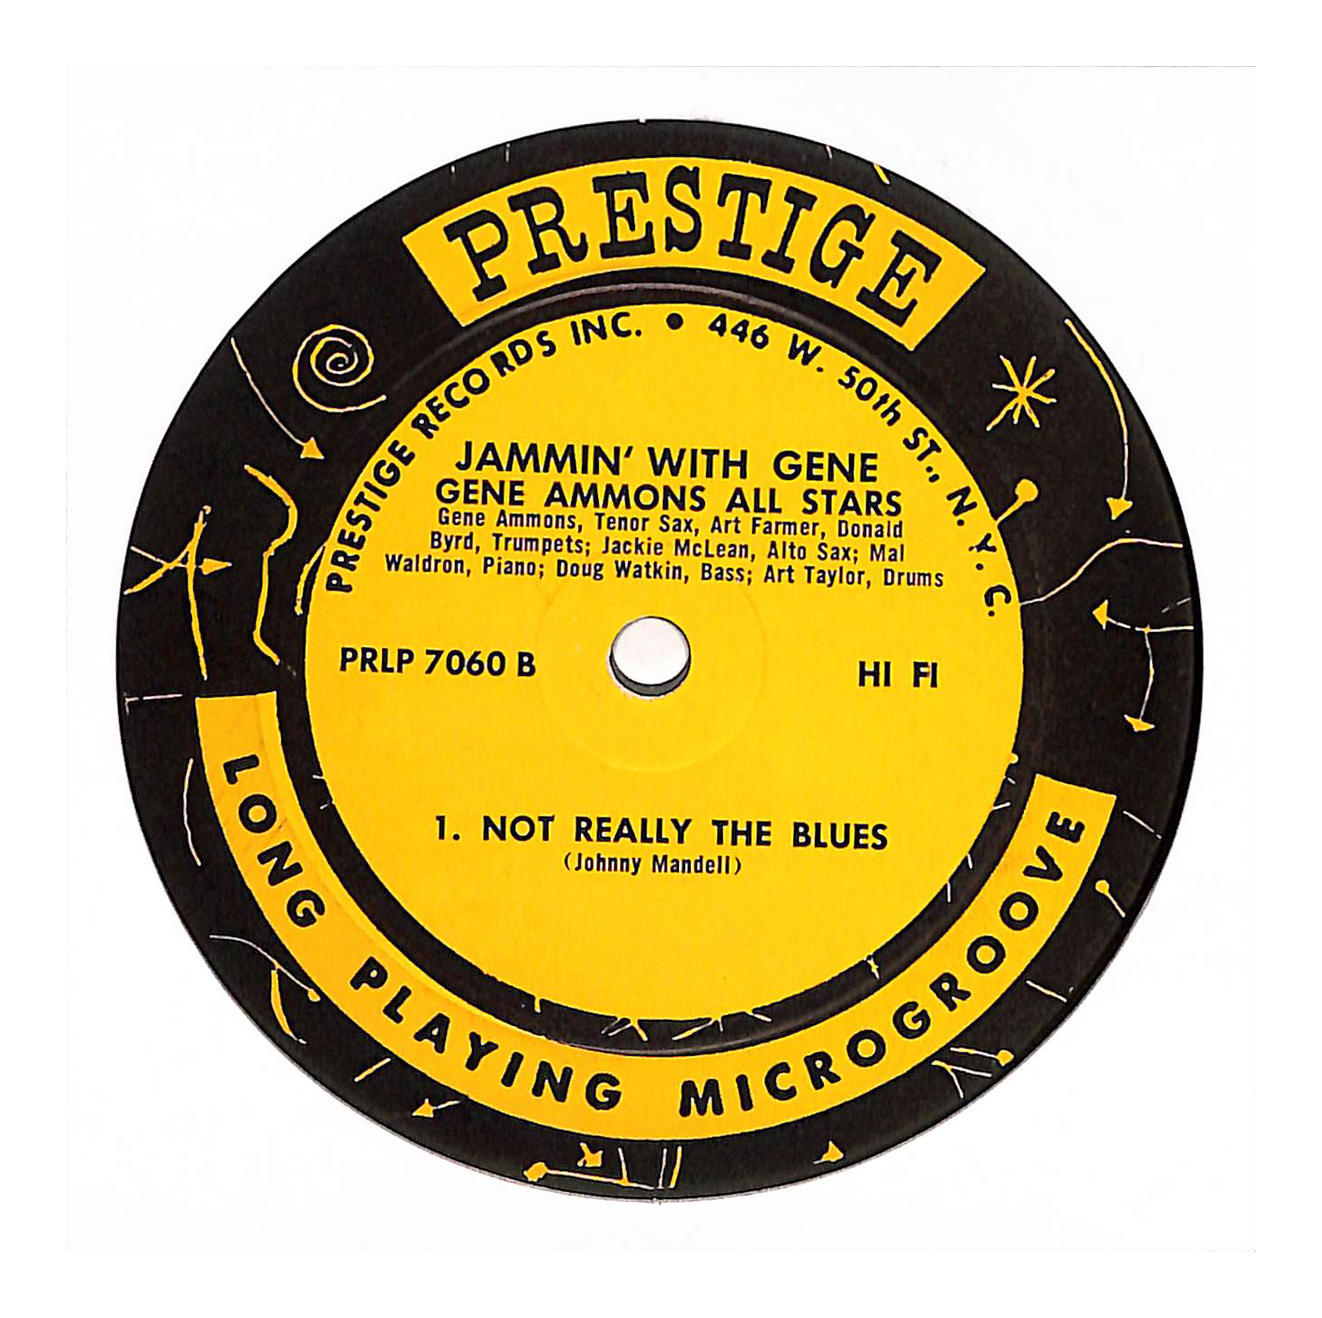 PRESTIGE
PRESTIGE RECORDS INC. • 446 W. 50th ST., N.Y.C.
JAMMIN' WITH GENE
GENE AMMONS ALL STARS
Gene Ammons, Tenor Sax, Art Farmer, Donald
Byrd, Trumpets; Jackie McLean, Alto Sax; Mal
Waldron, Piano; Doug Watkin, Bass; Art Taylor, Drums
PRLP 7060 B
HI FI
1. NOT REALLY THE BLUES
(Johnny Mandell)
LONG PLAYING MICROGROOVE